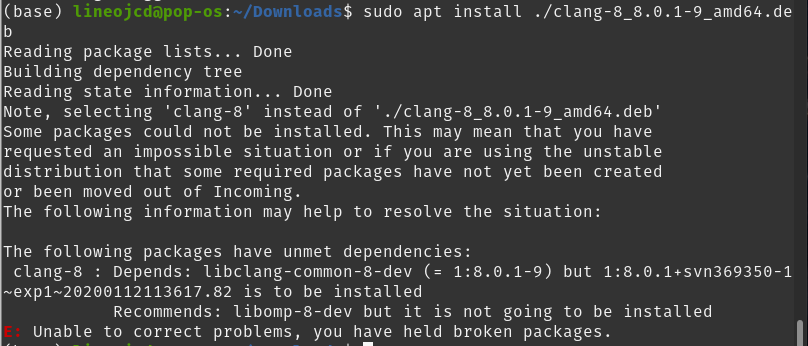 (base) lineojcd@pop-os:~/Downloads$ sudo apt install ./clang-8_8.0.1-9_amd64.de
b
Reading package lists... Done
Building dependency tree
Reading state information... Done
Note, selecting 'clang-8' instead of './clang-8_8.0.1-9_amd64.deb'
Some packages could not be installed. This may mean that you have
requested an impossible situation or if you are using the unstable
distribution that some required packages have not yet been created
or been moved out of Incoming.
The following information may help to resolve the situation:

The following packages have unmet dependencies:
 clang-8 : Depends: libclang-common-8-dev (= 1:8.0.1-9) but 1:8.0.1+svn369350-1
~exp1~20200112113617.82 is to be installed
           Recommends: libomp-8-dev but it is not going to be installed
E: Unable to correct problems, you have held broken packages.